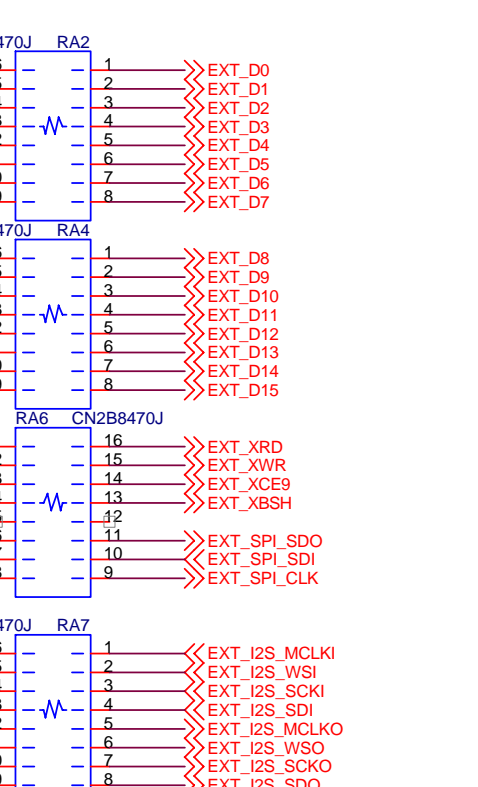 470J RA2
1 EXT_D0
2 EXT_D1
3 EXT_D2
4 EXT_D3
5 EXT_D4
6 EXT_D5
7 EXT_D6
8 EXT_D7
470J RA4
1 EXT_D8
2 EXT_D9
3 EXT_D10
4 EXT_D11
5 EXT_D12
6 EXT_D13
7 EXT_D14
8 EXT_D15
RA6 CN2B8470J
16 EXT_XRD
15 EXT_XWR
14 EXT_XCE9
13 EXT_XBSH
12
11 EXT_SPI_SDO
10 EXT_SPI_SDI
9 EXT_SPI_CLK
470J RA7
1 EXT_I2S_MCLKI
2 EXT_I2S_WSI
3 EXT_I2S_SCKI
4 EXT_I2S_SDI
5 EXT_I2S_MCLKO
6 EXT_I2S_WSO
7 EXT_I2S_SCKO
8 EXT_I2S_SDO